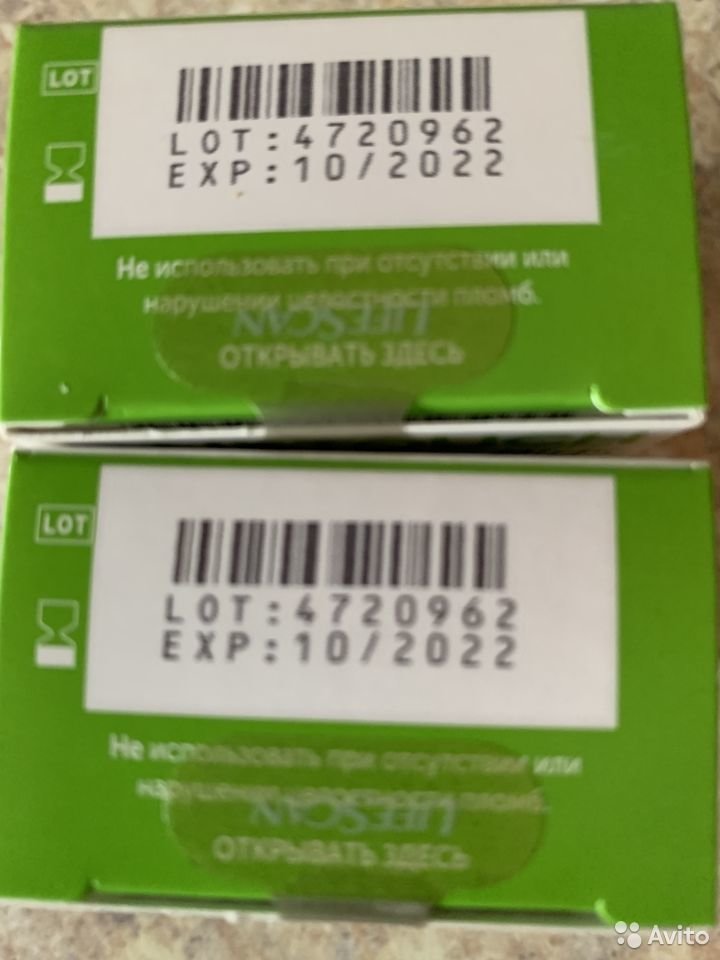 LOT
LOT:4720962
EXP:10/2022
Не использовать при отсутствии или
нарушении целостности пломб.
LIFESCAN
ОТКРЫВАТЬ ЗДЕСЬ
LOT
LOT:4720962
EXP:10/2022
Не использовать при отсутствии или
нарушении целостности пломб.
LIFESCAN
ОТКРЫВАТЬ ЗДЕСЬ
Avito